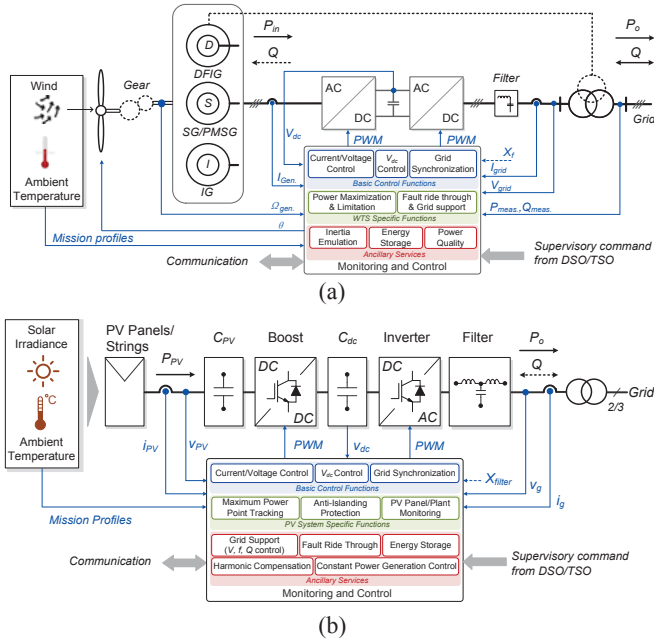 P_in
Q
P_o
Q
D
DFIG
Wind
Gear
S
SG/PMSG
AC
DC
AC
DC
Filter
Grid
Ambient
Temperature
I
IG
V_dc
PWM
PWM
I_Gen.
Current/Voltage
Control
V_dc
Control
Grid
Synchronization
Basic Control Functions
X_f
I_grid
V_grid
Ω_gen.
Power Maximization
& Limitation
Fault ride through
& Grid support
WTS Specific Functions
P_meas., Q_meas.
θ
Mission profiles
Inertia
Emulation
Energy
Storage
Power
Quality
Ancillary Services
Monitoring and Control
Communication
Supervisory command
from DSO/TSO
(a)
Solar
Irradiance
°C
Ambient
Temperature
PV Panels/
Strings
P_PV
C_PV
Boost
DC
DC
C_dc
Inverter
DC
AC
Filter
P_o
Q
Grid
2/3
i_PV
v_PV
PWM
v_dc
PWM
Current/Voltage Control
V_dc Control
Grid Synchronization
Basic Control Functions
X_filter
v_g
i_g
Mission Profiles
Maximum Power
Point Tracking
Anti-Islanding
Protection
PV Panel/Plant
Monitoring
PV System Specific Functions
Grid Support
(V, f, Q control)
Fault Ride Through
Energy Storage
Harmonic Compensation
Constant Power Generation Control
Ancillary Services
Monitoring and Control
Communication
Supervisory command
from DSO/TSO
(b)